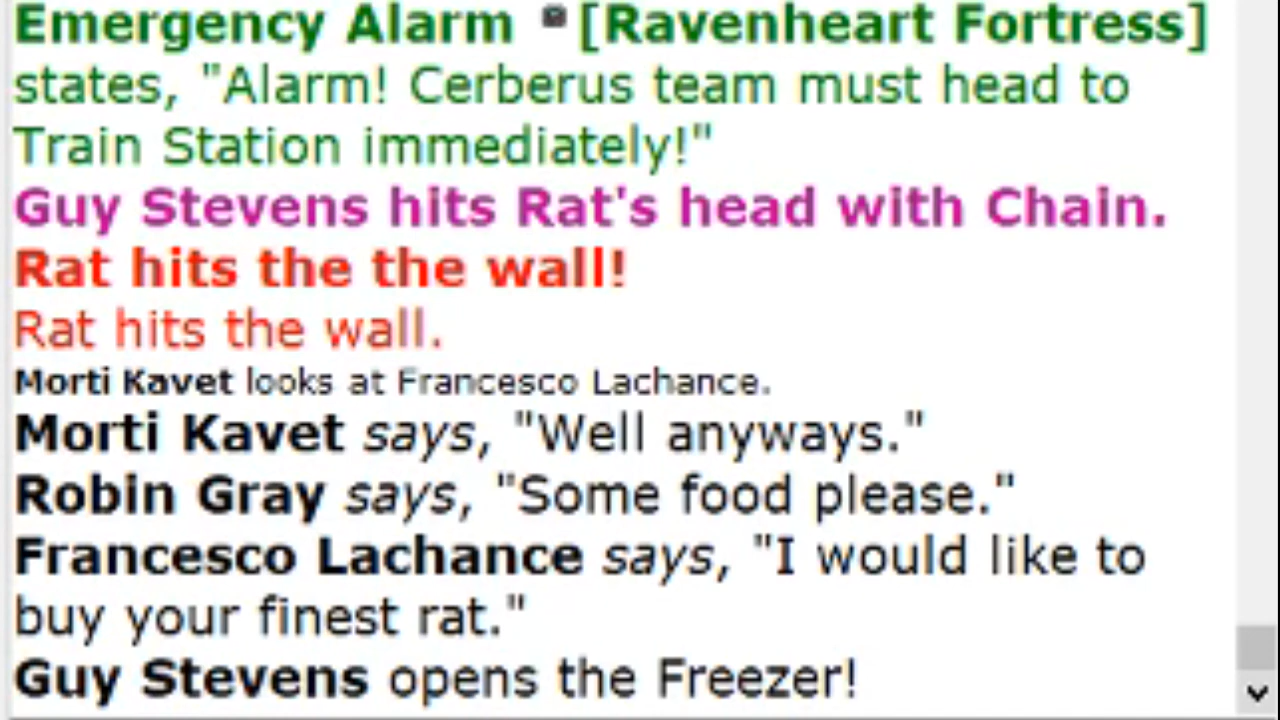 Emergency Alarm [Ravenheart Fortress]
states, "Alarm! Cerberus team must head to
Train Station immediately!"
Guy Stevens hits Rat's head with Chain.
Rat hits the the wall!
Rat hits the wall.
Morti Kavet looks at Francesco Lachance.
Morti Kavet says, "Well anyways."
Robin Gray says, "Some food please."
Francesco Lachance says, "I would like to
buy your finest rat."
Guy Stevens opens the Freezer!